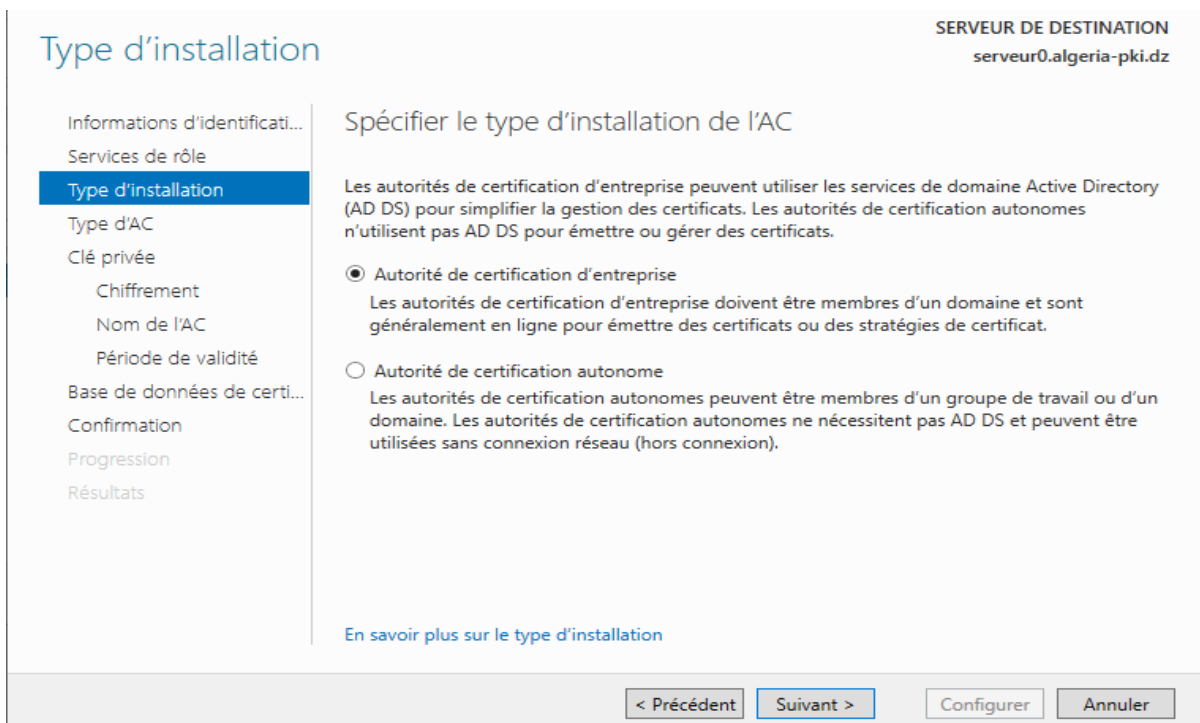 SERVEUR DE DESTINATION
serveur0.algeria-pki.dz
Type d’installation
Informations d’identificati...
Services de rôle
Type d’installation
Type d’AC
Clé privée
Chiffrement
Nom de l’AC
Période de validité
Base de données de certi...
Confirmation
Progression
Résultats
Spécifier le type d’installation de l’AC
Les autorités de certification d’entreprise peuvent utiliser les services de domaine Active Directory
(AD DS) pour simplifier la gestion des certificats. Les autorités de certification autonomes
n’utilisent pas AD DS pour émettre ou gérer des certificats.
Autorité de certification d’entreprise
Les autorités de certification d’entreprise doivent être membres d’un domaine et sont
généralement en ligne pour émettre des certificats ou des stratégies de certificat.
Autorité de certification autonome
Les autorités de certification autonomes peuvent être membres d’un groupe de travail ou d’un
domaine. Les autorités de certification autonomes ne nécessitent pas AD DS et peuvent être
utilisées sans connexion réseau (hors connexion).
En savoir plus sur le type d’installation
< Précédent
Suivant >
Configurer
Annuler